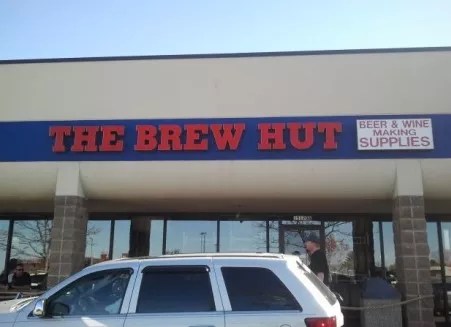 THE BREW HUT
BEER & WINE
MAKING
SUPPLIES